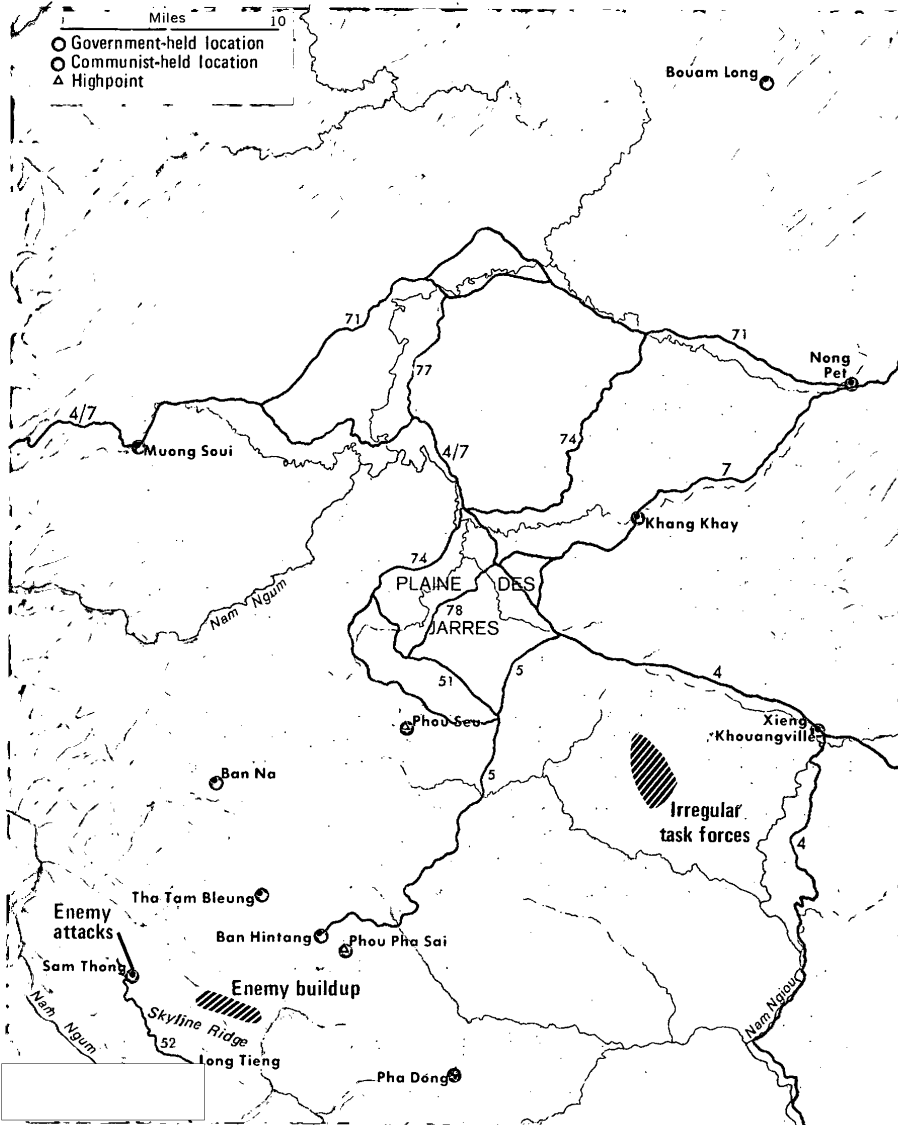 Miles 10
Government-held location
Communist-held location
Highpoint
Bouam Long
71
71
Nong
Pet
77
4/7
Muong Soui
4/7
74
7
Khang Khay
74
PLAINE DES
JARRES
78
Nam Ngum
51
5
4
Phou Seu
Xieng
Khouangville
Ban Na
5
Irregular
task forces
4
Tha Tam Bleung
Enemy
attacks
Ban Hintang
Phou Pha Sai
Sam Thong
Enemy buildup
Nam Ngum
Skyline Ridge
52
Long Tieng
Nam Ngiou
Pha Dong